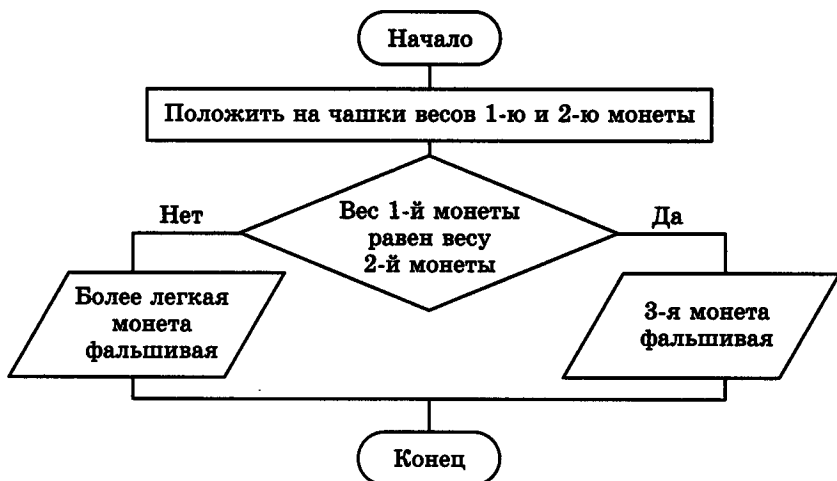 Начало
Положить на чашки весов 1-ю и 2-ю монеты
Нет
Вес 1-й монеты
равен весу
2-й монеты
Да
Более легкая
монета
фальшивая
3-я монета
фальшивая
Конец